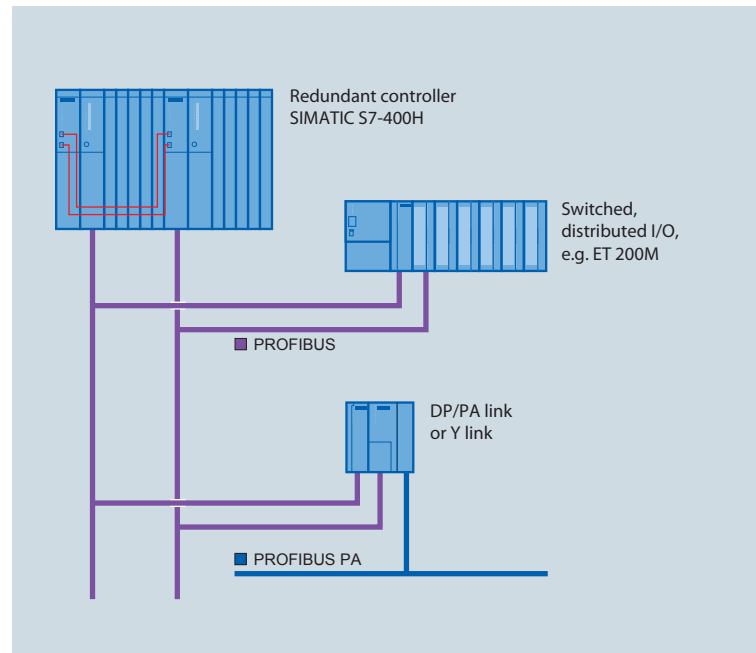 Redundant controller
SIMATIC S7-400H
Switched,
distributed I/O,
e.g. ET 200M
PROFIBUS
DP/PA link
or Y link
PROFIBUS PA